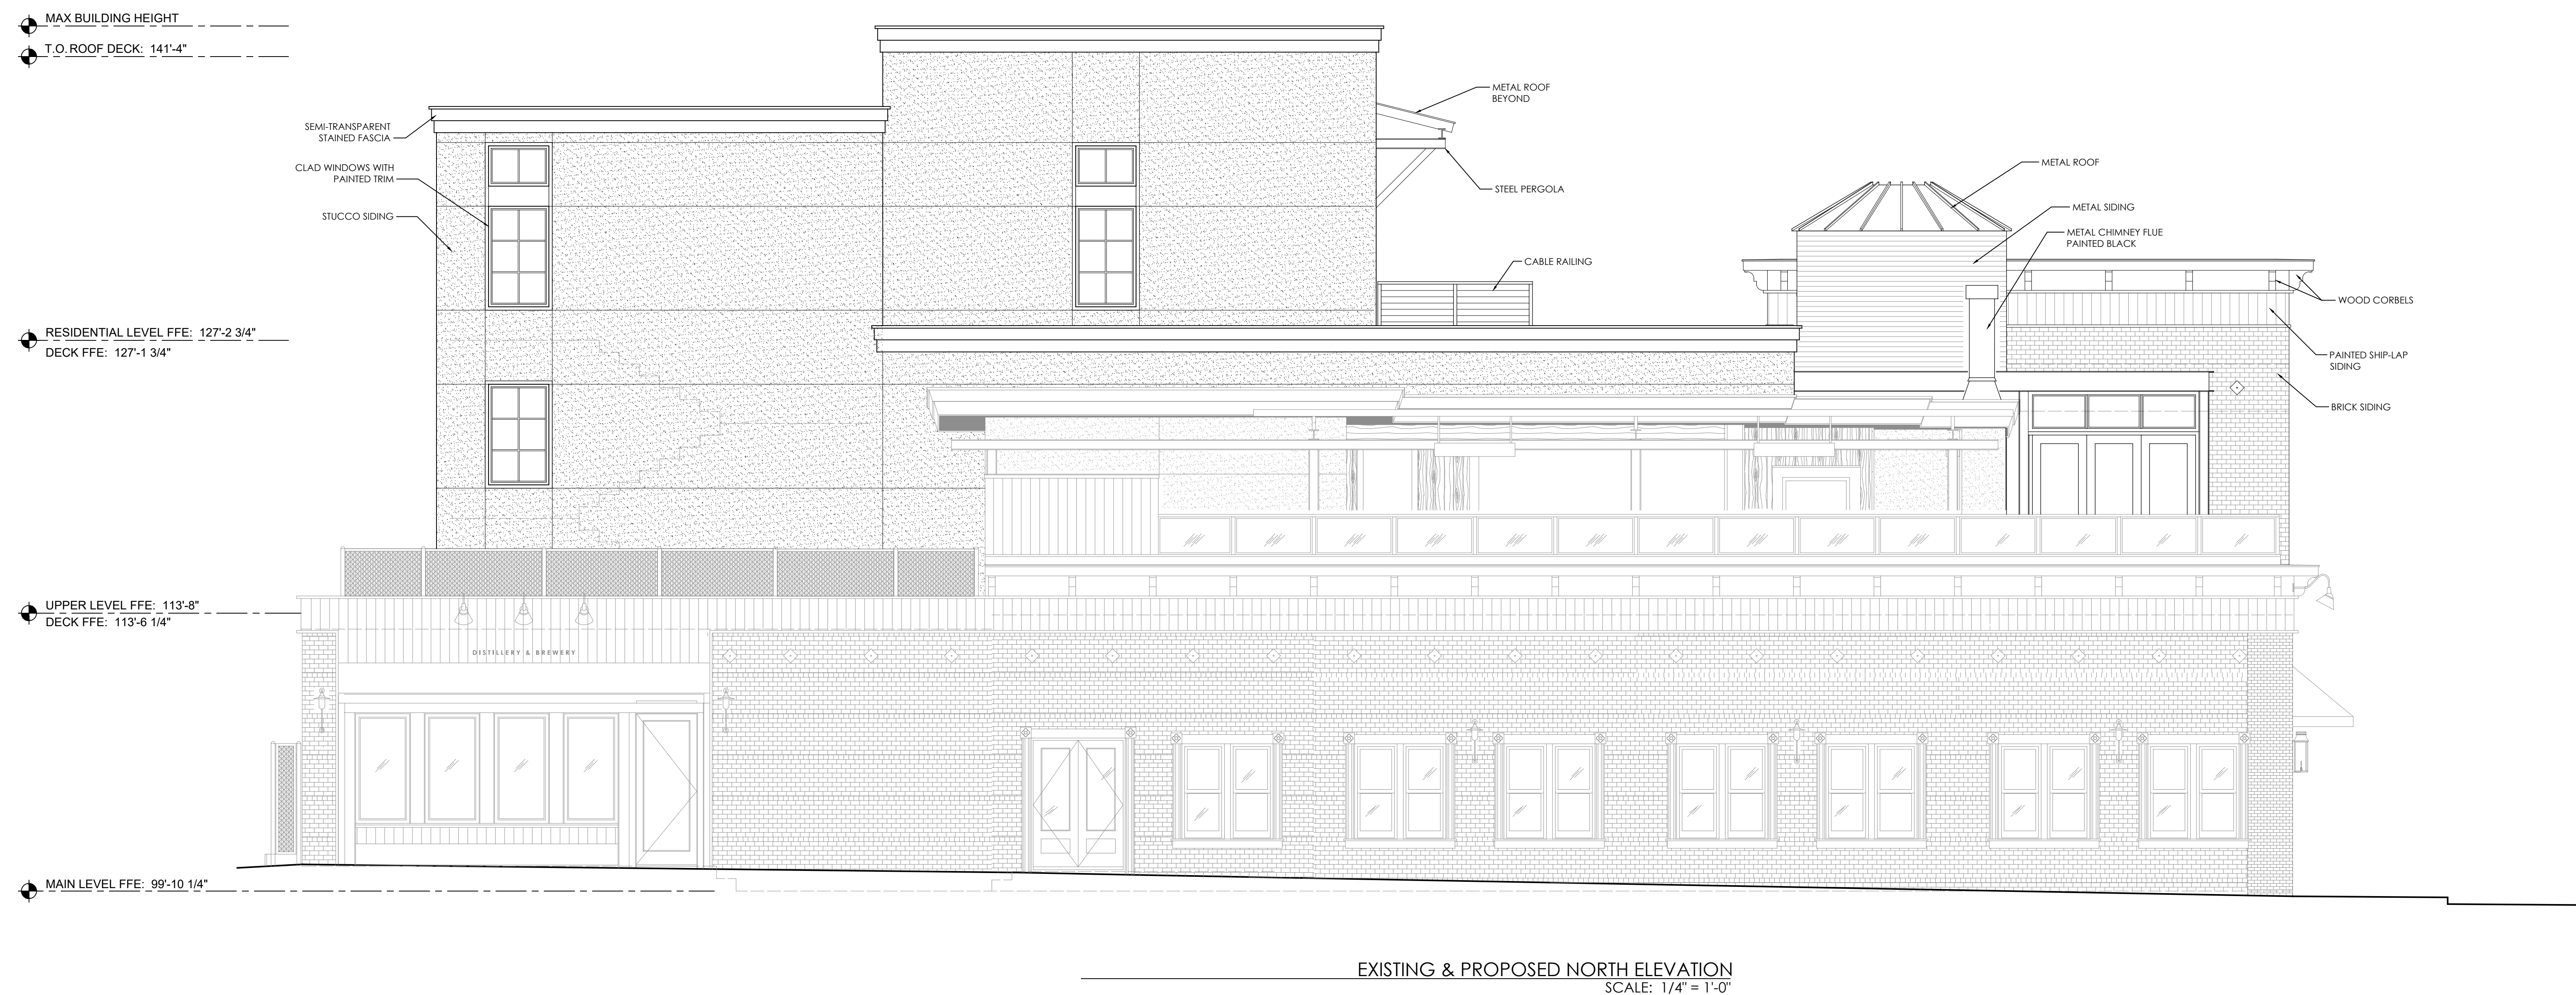 MAX BUILDING HEIGHT
T.O. ROOF DECK: 141'-4"
METAL ROOF
BEYOND
SEMI-TRANSPARENT
STAINED FASCIA
CLAD WINDOWS WITH
PAINTED TRIM
STEEL PERGOLA
METAL ROOF
STUCCO SIDING
METAL SIDING
METAL CHIMNEY FLUE
PAINTED BLACK
CABLE RAILING
WOOD CORBELS
RESIDENTIAL LEVEL FFE: 127'-2 3/4"
DECK FFE: 127'-1 3/4"
PAINTED SHIP-LAP
SIDING
BRICK SIDING
UPPER LEVEL FFE: 113'-8"
DECK FFE: 113'-6 1/4"
DISTILLERY & BREWERY
MAIN LEVEL FFE: 99'-10 1/4"
EXISTING & PROPOSED NORTH ELEVATION
SCALE: 1/4" = 1'-0"